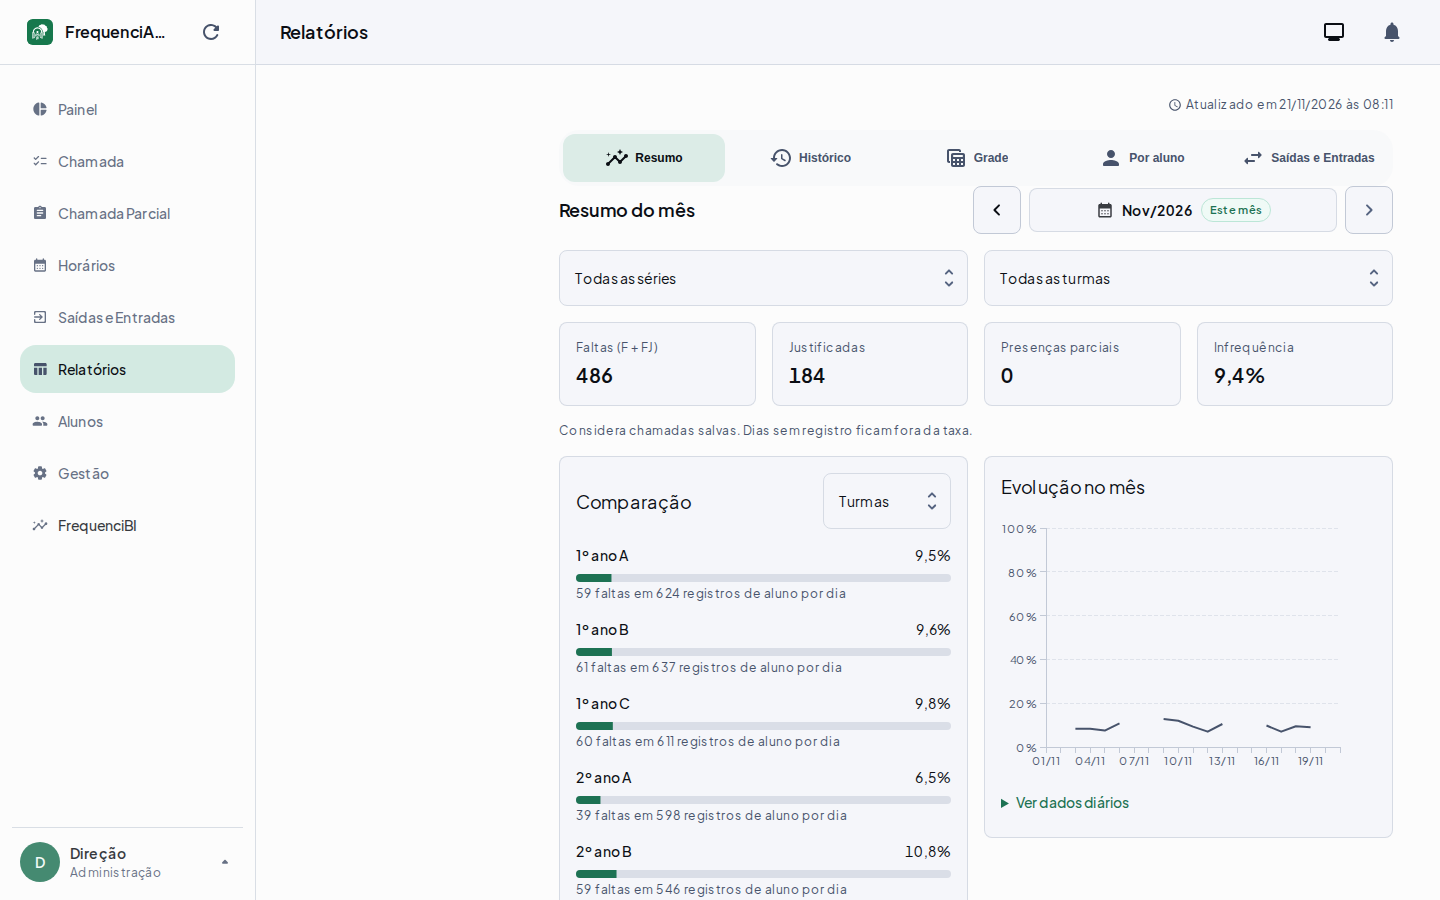 FrequenciA...
Relatórios
Painel
Chamada
Chamada Parcial
Horários
Saídas e Entradas
Relatórios
Alunos
Gestão
FrequenciBI
D
Direção
Administração
Atualizado em 21/11/2026 às 08:11
Resumo
Histórico
Grade
Por aluno
Saídas e Entradas
Resumo do mês
Nov/2026
Este mês
Todas as séries
Todas as turmas
Faltas (F + FJ)
486
Justificadas
184
Presenças parciais
0
Infrequência
9,4%
Considera chamadas salvas. Dias sem registro ficam fora da taxa.
Comparação
Turmas
1º ano A
9,5%
59 faltas em 624 registros de aluno por dia
1º ano B
9,6%
61 faltas em 637 registros de aluno por dia
1º ano C
9,8%
60 faltas em 611 registros de aluno por dia
2º ano A
6,5%
39 faltas em 598 registros de aluno por dia
2º ano B
10,8%
59 faltas em 546 registros de aluno por dia
Evolução no mês
100%
80%
60%
40%
20%
0%
01/11 04/11 07/11 10/11 13/11 16/11 19/11
Ver dados diários